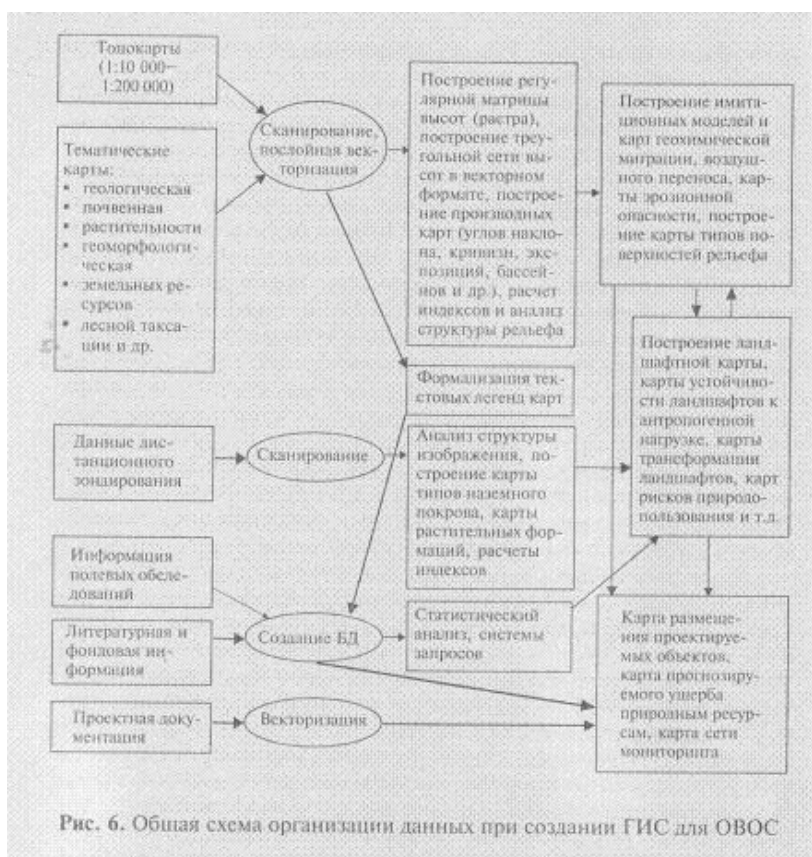 Топокарты
(1:10 000–
1:200 000)
Тематические
карты:
• геологическая
• почвенная
• растительности
• геоморфологи-
ческая
• земельных ре-
сурсов
• лесной такса-
ции и др.
Данные дис-
танционного
зондирования
Информация
полевых обсле-
дований
Литературная и
фондовая ин-
формация
Проектная доку-
ментация
Сканирование,
послойная век-
торизация
Сканирование
Создание БД
Векторизация
Построение регу-
лярной матрицы
высот (растра),
построение треу-
гольной сети вы-
сот в векторном
формате, построе-
ние производных
карт (углов накло-
на, кривизн, экс-
позиций, бассей-
нов и др.), расчет
индексов и анализ
структуры рельефа
Формализация тек-
стовых легенд карт
Анализ структуры
изображения, по-
строение карты
типов наземного
покрова, карты
растительных фор-
маций, расчеты
индексов
Статистический
анализ, системы
запросов
Построение имита-
ционных моделей и
карт геохимической
миграции, воздуш-
ного переноса, кар-
ты эрозионной
опасности, построе-
ние карты типов по-
верхностей рельефа
Построение ланд-
шафтной карты,
карты устойчиво-
сти ландшафтов к
антропогенной
нагрузке, карты
трансформации
ландшафтов, карт
рисков природо-
пользования и т.д.
Карта размеще-
ния проектируе-
мых объектов,
карта прогнозиру-
емого ущерба
природным ресур-
сам, карта сети
мониторинга
Рис. 6. Общая схема организации данных при создании ГИС для ОВОС